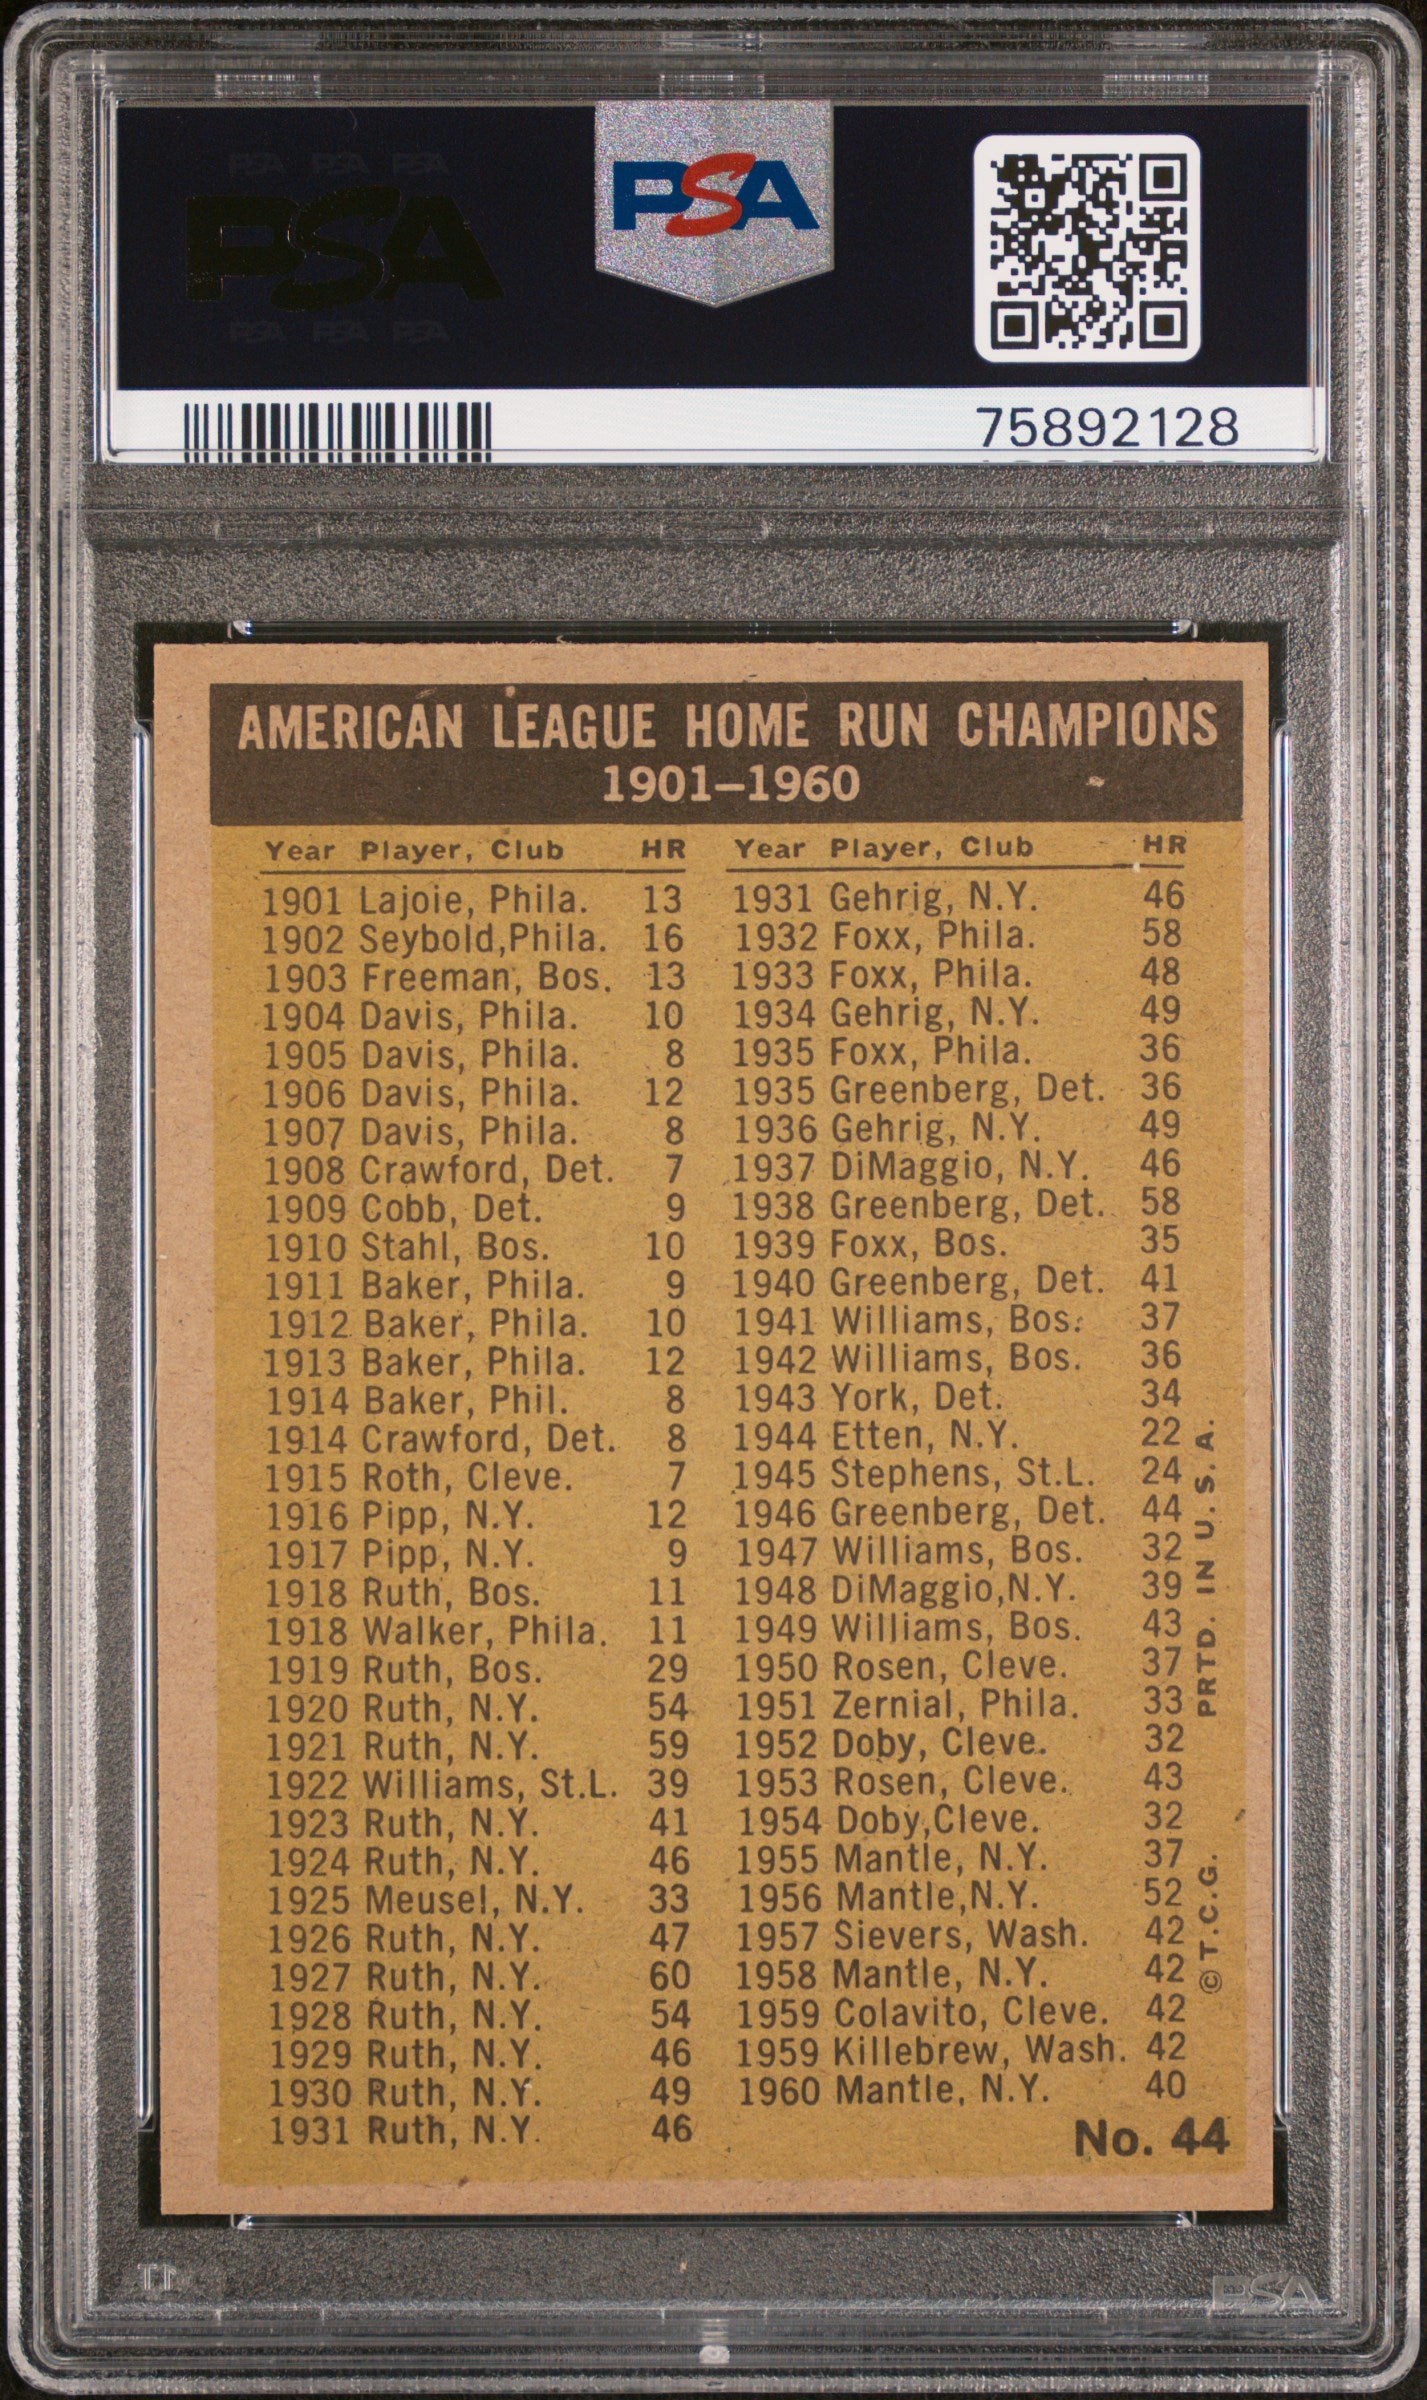 PSA PSA PSA
PSA
PSA
PSA PSA PSA
75892128
AMERICAN LEAGUE HOME RUN CHAMPIONS
1901-1960
Year Player, Club HR
1901 Lajoie, Phila. 13
1902 Seybold,Phila. 16
1903 Freeman, Bos. 13
1904 Davis, Phila. 10
1905 Davis, Phila. 8
1906 Davis, Phila. 12
1907 Davis, Phila. 8
1908 Crawford, Det. 7
1909 Cobb, Det. 9
1910 Stahl, Bos. 10
1911 Baker, Phila. 9
1912 Baker, Phila. 10
1913 Baker, Phila. 12
1914 Baker, Phil. 8
1914 Crawford, Det. 8
1915 Roth, Cleve. 7
1916 Pipp, N.Y. 12
1917 Pipp, N.Y. 9
1918 Ruth, Bos. 11
1918 Walker, Phila. 11
1919 Ruth, Bos. 29
1920 Ruth, N.Y. 54
1921 Ruth, N.Y. 59
1922 Williams, St.L. 39
1923 Ruth, N.Y. 41
1924 Ruth, N.Y. 46
1925 Meusel, N.Y. 33
1926 Ruth, N.Y. 47
1927 Ruth, N.Y. 60
1928 Ruth, N.Y. 54
1929 Ruth, N.Y. 46
1930 Ruth, N.Y. 49
1931 Ruth, N.Y. 46
Year Player, Club HR
1931 Gehrig, N.Y. 46
1932 Foxx, Phila. 58
1933 Foxx, Phila. 48
1934 Gehrig, N.Y. 49
1935 Foxx, Phila. 36
1935 Greenberg, Det. 36
1936 Gehrig, N.Y. 49
1937 DiMaggio, N.Y. 46
1938 Greenberg, Det. 58
1939 Foxx, Bos. 35
1940 Greenberg, Det. 41
1941 Williams, Bos. 37
1942 Williams, Bos. 36
1943 York, Det. 34
1944 Etten, N.Y. 22
1945 Stephens, St.L. 24
1946 Greenberg, Det. 44
1947 Williams, Bos. 32
1948 DiMaggio,N.Y. 39
1949 Williams, Bos. 43
1950 Rosen, Cleve. 37
1951 Zernial, Phila. 33
1952 Doby, Cleve. 32
1953 Rosen, Cleve. 43
1954 Doby,Cleve. 32
1955 Mantle, N.Y. 37
1956 Mantle,N.Y. 52
1957 Sievers, Wash. 42
1958 Mantle, N.Y. 42
1959 Colavito, Cleve. 42
1959 Killebrew, Wash. 42
1960 Mantle, N.Y. 40
No. 44
© T.C.G. PRTD. IN U.S.A.
PSA